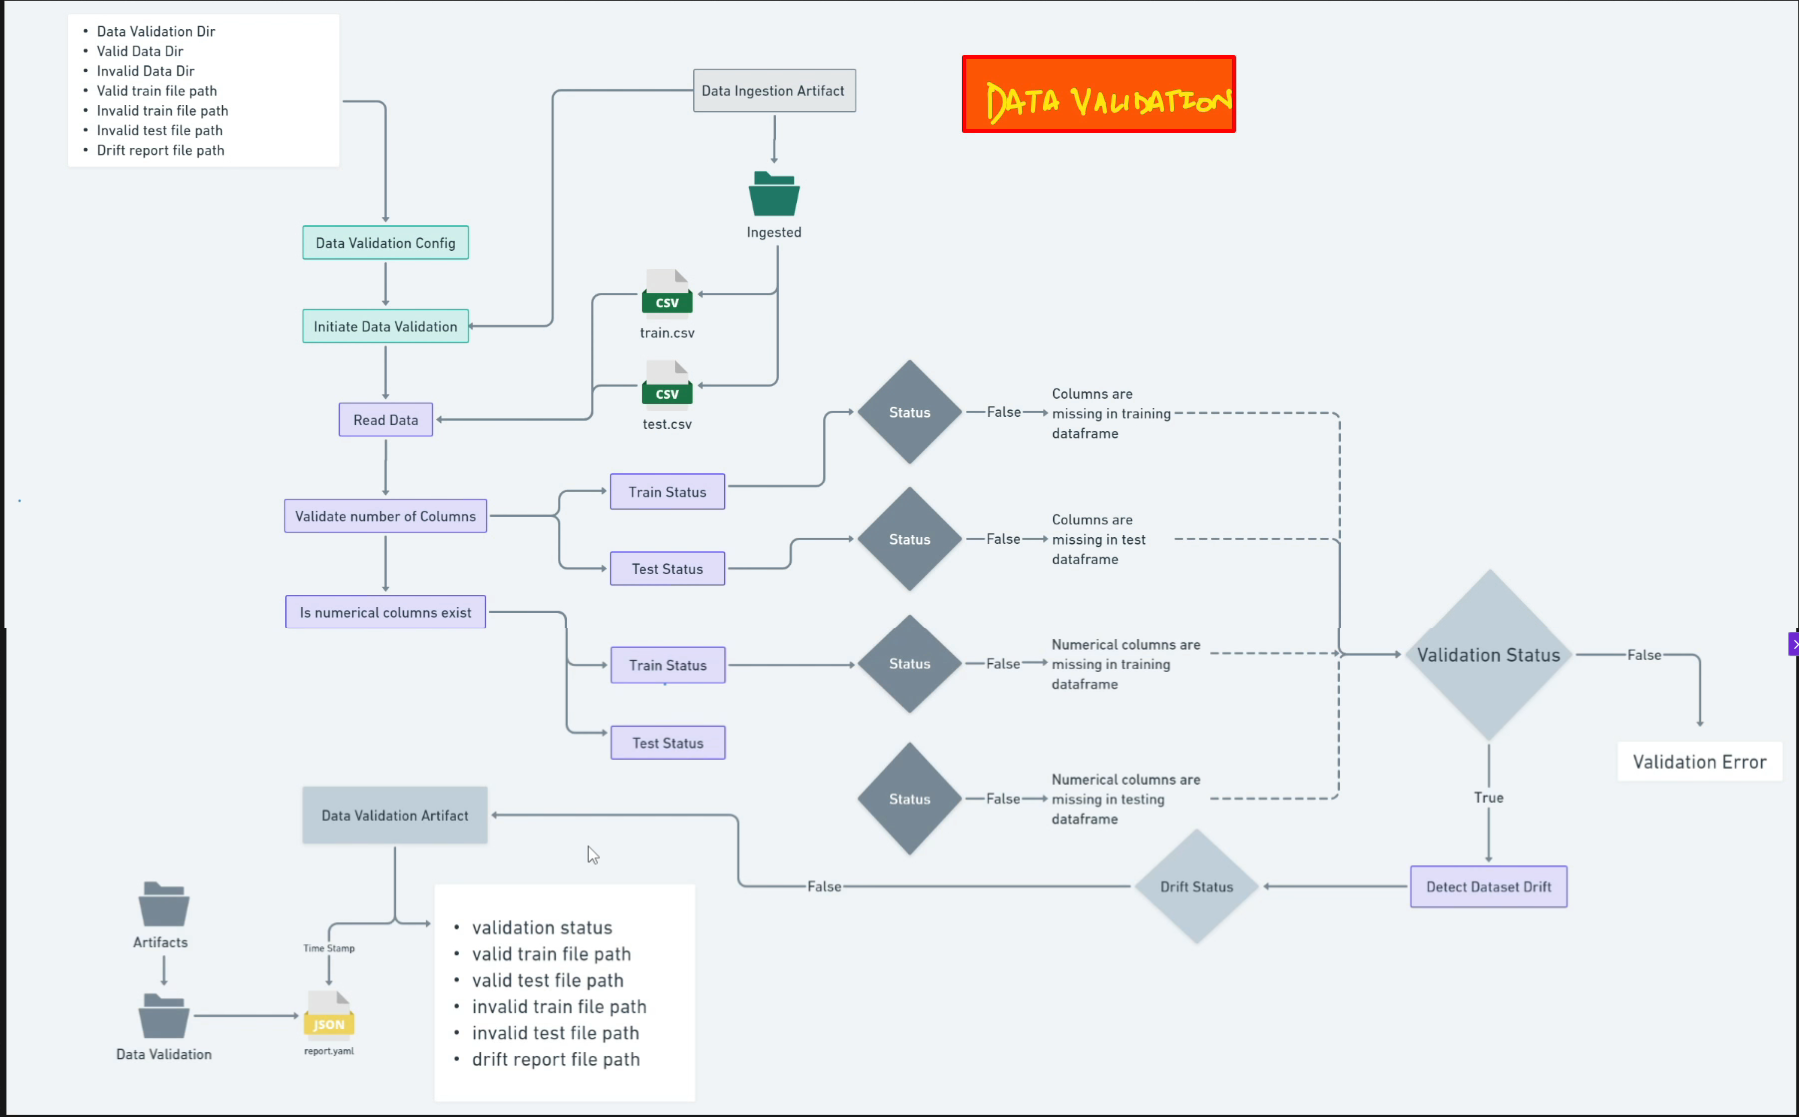 • Data Validation Dir
• Valid Data Dir
• Invalid Data Dir
• Valid train file path
• Invalid train file path
• Invalid test file path
• Drift report file path
Data Ingestion Artifact
DATA VALIDATION
Ingested
Data Validation Config
Initiate Data Validation
CSV
train.csv
CSV
test.csv
Read Data
Validate number of Columns
Train Status
Test Status
Is numerical columns exist
Train Status
Test Status
Status
False
Columns are
missing in training
dataframe
Status
False
Columns are
missing in test
dataframe
Status
False
Numerical columns are
missing in training
dataframe
Status
False
Numerical columns are
missing in testing
dataframe
Validation Status
False
Validation Error
True
Detect Dataset Drift
Drift Status
False
Data Validation Artifact
Artifacts
Data Validation
Time Stamp
JSON
report.yaml
• validation status
• valid train file path
• valid test file path
• invalid train file path
• invalid test file path
• drift report file path